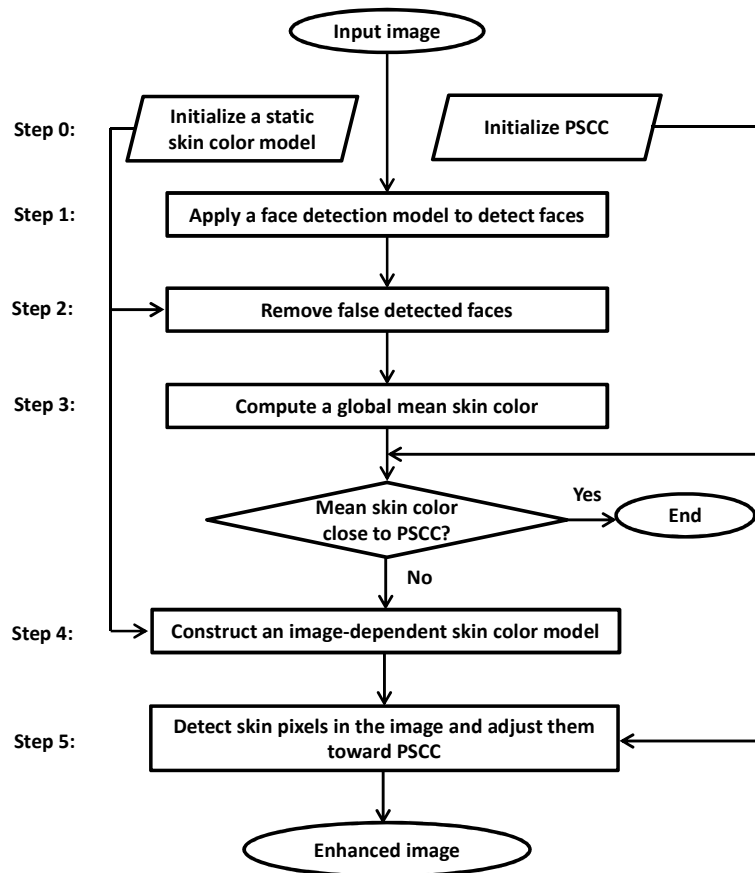 Input image
Step 0:
Initialize a static
skin color model
Initialize PSCC
Step 1:
Apply a face detection model to detect faces
Step 2:
Remove false detected faces
Step 3:
Compute a global mean skin color
Mean skin color
close to PSCC?
Yes
End
No
Step 4:
Construct an image-dependent skin color model
Step 5:
Detect skin pixels in the image and adjust them
toward PSCC
Enhanced image